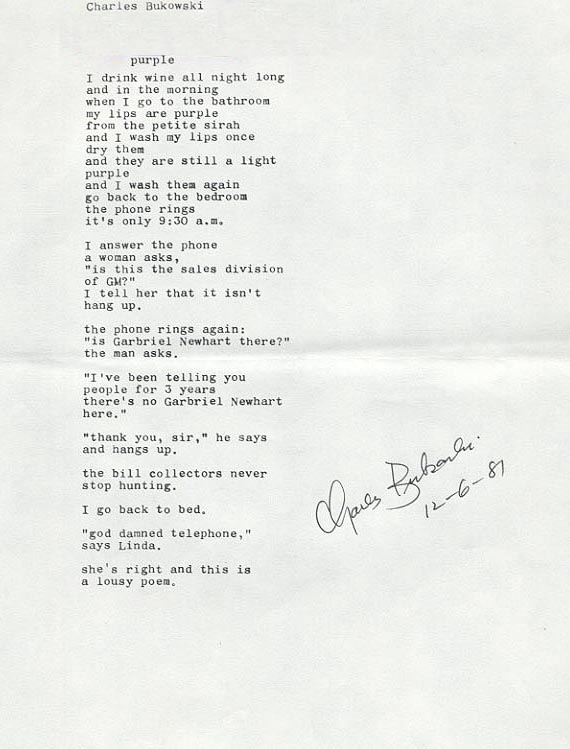 Charles Bukowski
purple
I drink wine all night long
and in the morning
when I go to the bathroom
my lips are purple
from the petite sirah
and I wash my lips once
dry them
and they are still a light
purple
and I wash them again
go back to the bedroom
the phone rings
it's only 9:30 a.m.
I answer the phone
a woman asks,
"is this the sales division
of GM?"
I tell her that it isn't
hang up.
the phone rings again:
"is Garbriel Newhart there?"
the man asks.
"I've been telling you
people for 3 years
there's no Garbriel Newhart
here."
"thank you, sir," he says
and hangs up.
the bill collectors never
stop hunting.
I go back to bed.
"god damned telephone,"
says Linda.
she's right and this is
a lousy poem.
Charles Bukowski
12-6-81